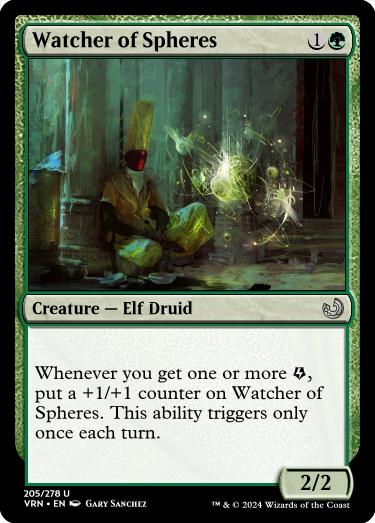 Watcher of Spheres 1
Creature — Elf Druid
Whenever you get one or more ,
put a +1/+1 counter on Watcher of
Spheres. This ability triggers only
once each turn.
2/2
205/278 U
VRN • EN Gary Sanchez
™ & © 2024 Wizards of the Coast